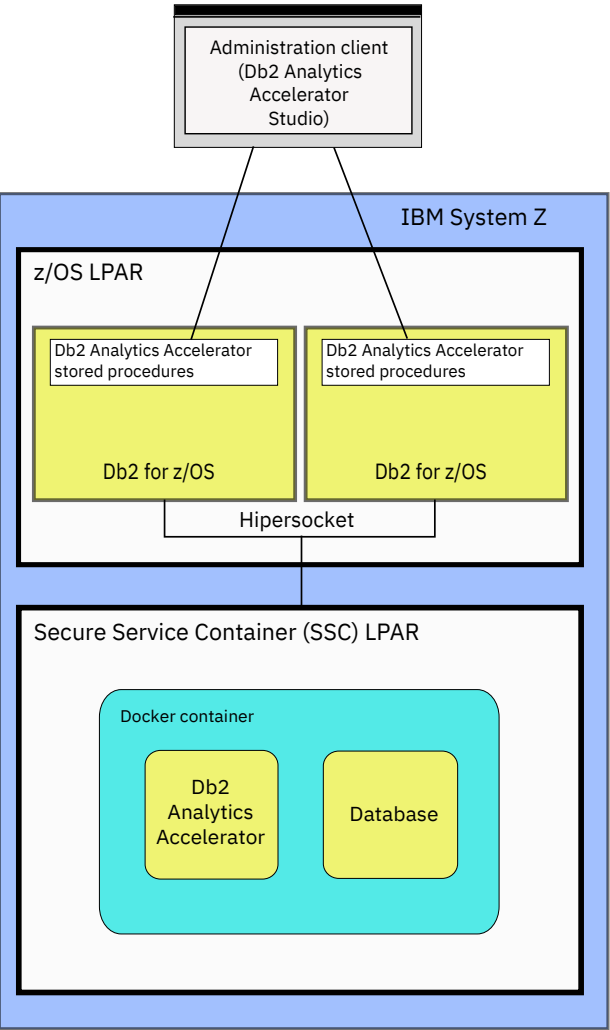 Administration client
(Db2 Analytics
Accelerator
Studio)
IBM System Z
z/OS LPAR
Db2 Analytics Accelerator
stored procedures
Db2 for z/OS
Db2 Analytics Accelerator
stored procedures
Db2 for z/OS
Hipersocket
Secure Service Container (SSC) LPAR
Docker container
Db2
Analytics
Accelerator
Database